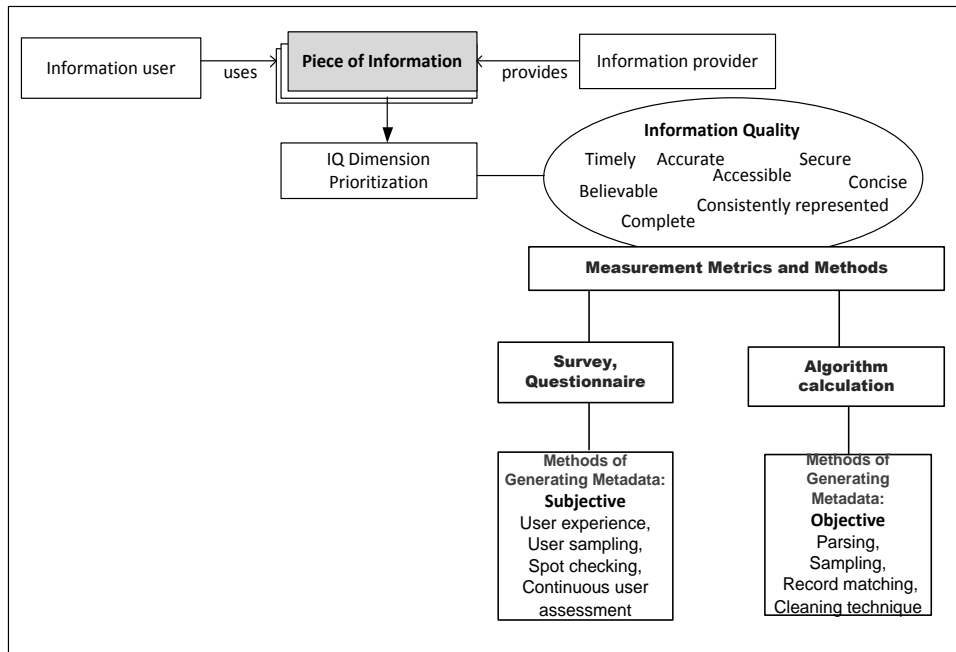 Information user
uses
Piece of Information
provides
Information provider
IQ Dimension
Prioritization
Information Quality
Timely Accurate Secure
Accessible
Believable Concise
Consistently represented
Complete
Measurement Metrics and Methods
Survey,
Questionnaire
Algorithm
calculation
Methods of
Generating Metadata:
Subjective
User experience,
User sampling,
Spot checking,
Continuous user
assessment
Methods of
Generating
Metadata:
Objective
Parsing,
Sampling,
Record matching,
Cleaning technique